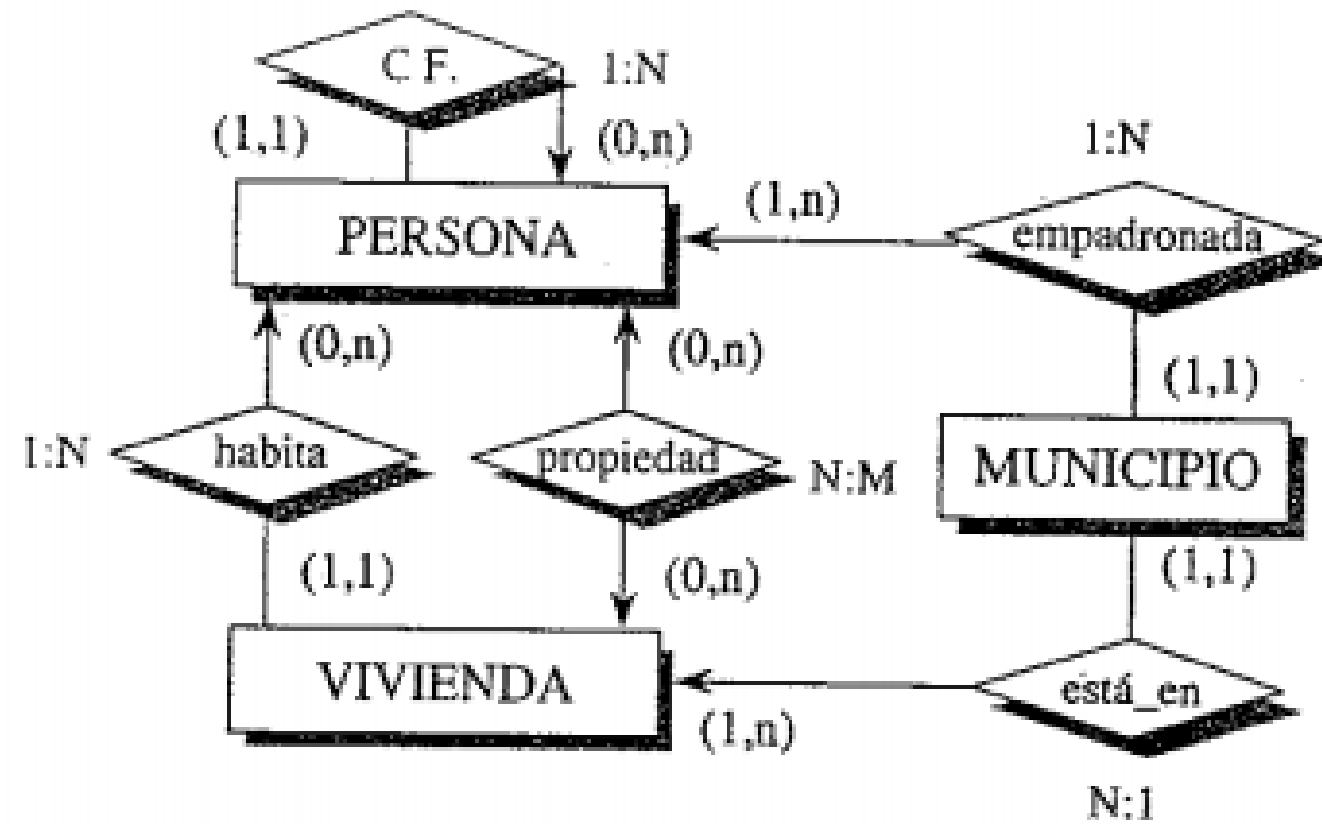 C F.
1:N
(1,1)
(0,n)
1:N
PERSONA
(1,n)
empadronada
(0,n)
(0,n)
(1,1)
1:N
habita
propiedad
N:M
MUNICIPIO
(1,1)
(0,n)
(1,1)
VIVIENDA
está_en
(1,n)
N:1